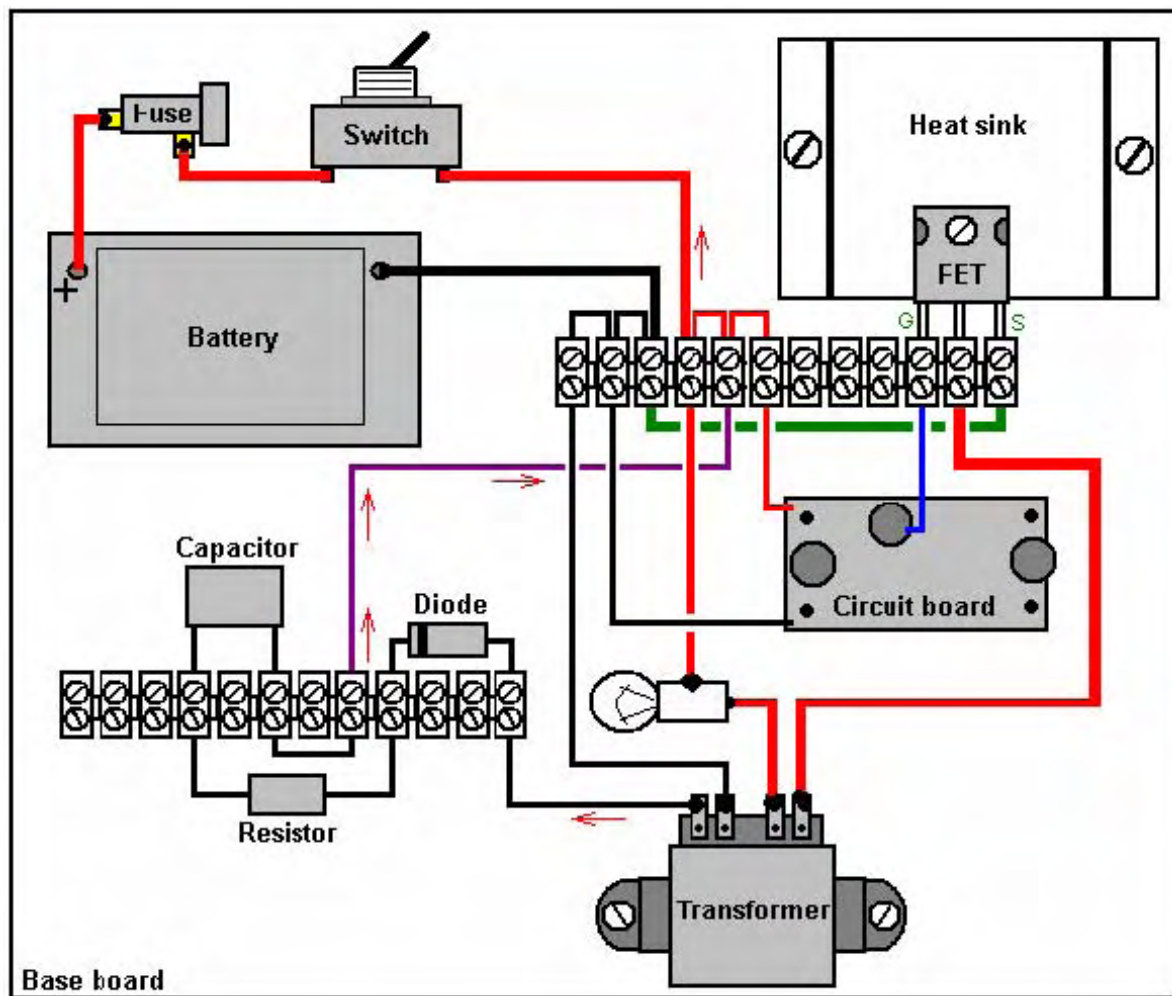 Fuse
Switch
Heat sink
FET
+
Battery
G
S
Capacitor
Diode
Circuit board
Resistor
Transformer
Base board